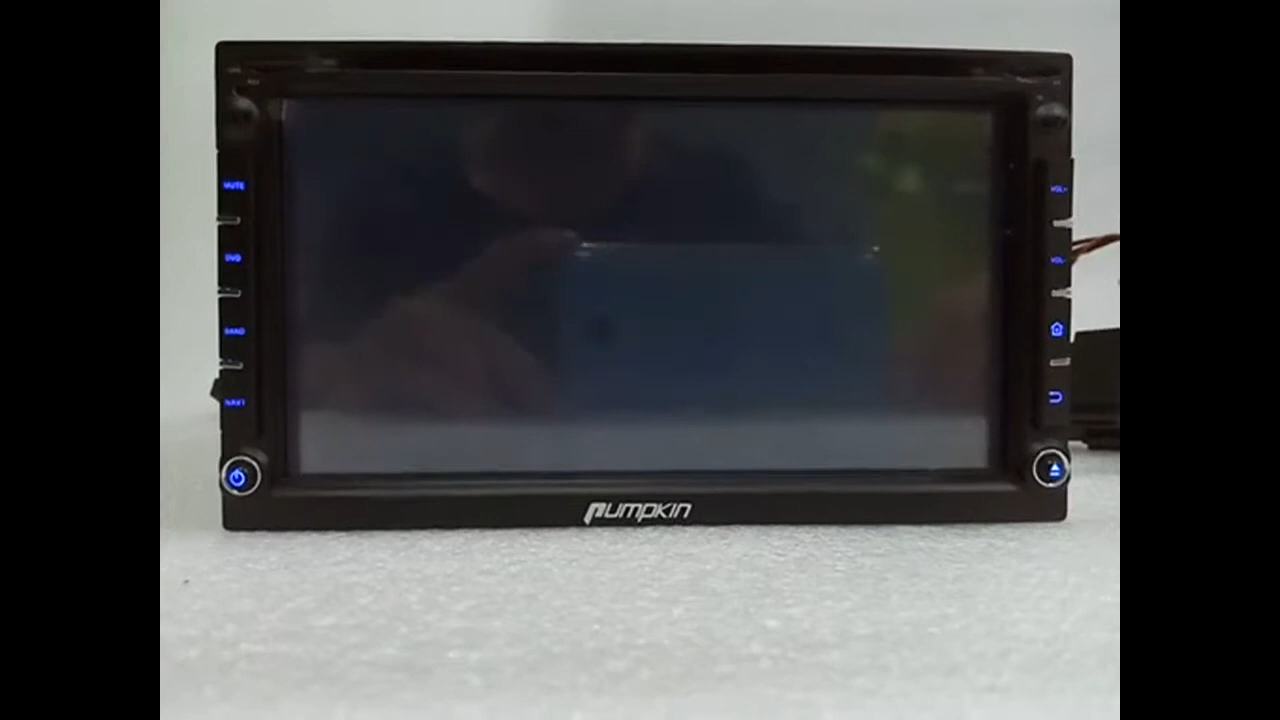 MUTE
DVD
BAND
NAVI
VOL+
VOL-
PUMPKIN